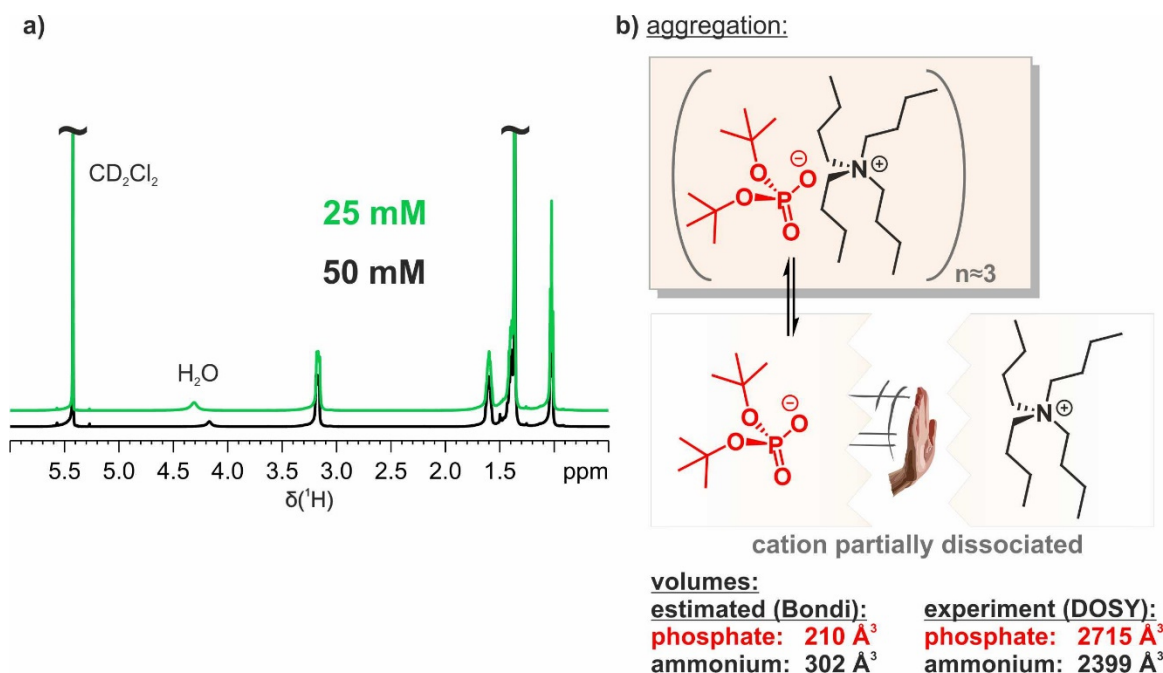 a)
CD₂Cl₂
H₂O
25 mM
50 mM
5.5 5.0 4.5 4.0 3.5 3.0 2.5 2.0 1.5 ppm
δ(¹H)
b) aggregation:
O
O
P
O
⊖
O
N
⊕
n≈3
O
O
P
O
⊖
O
N
⊕
cation partially dissociated
volumes:
estimated (Bondi): experiment (DOSY):
phosphate: 210 Å³ phosphate: 2715 Å³
ammonium: 302 Å³ ammonium: 2399 Å³